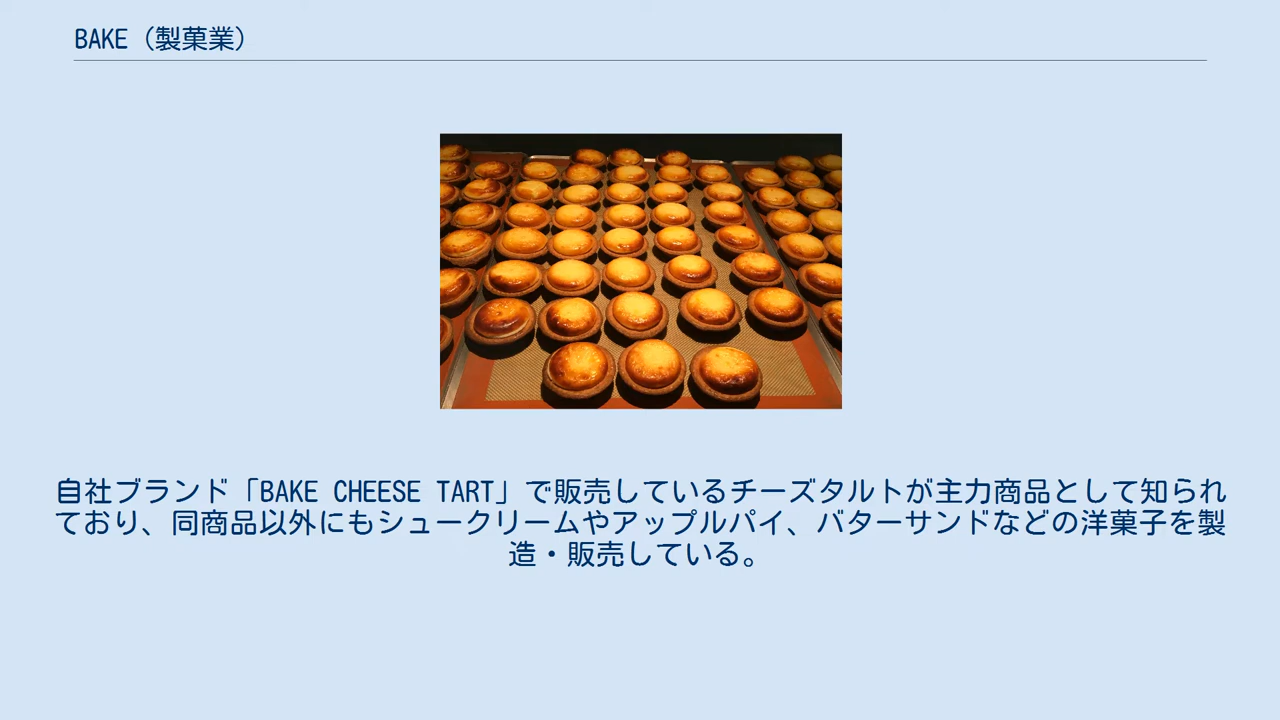 BAKE（製菓業）
自社ブランド「BAKE CHEESE TART」で販売しているチーズタルトが主力商品として知られ
ており、同商品以外にもシュークリームやアップルパイ、バターサンドなどの洋菓子を製
造・販売している。